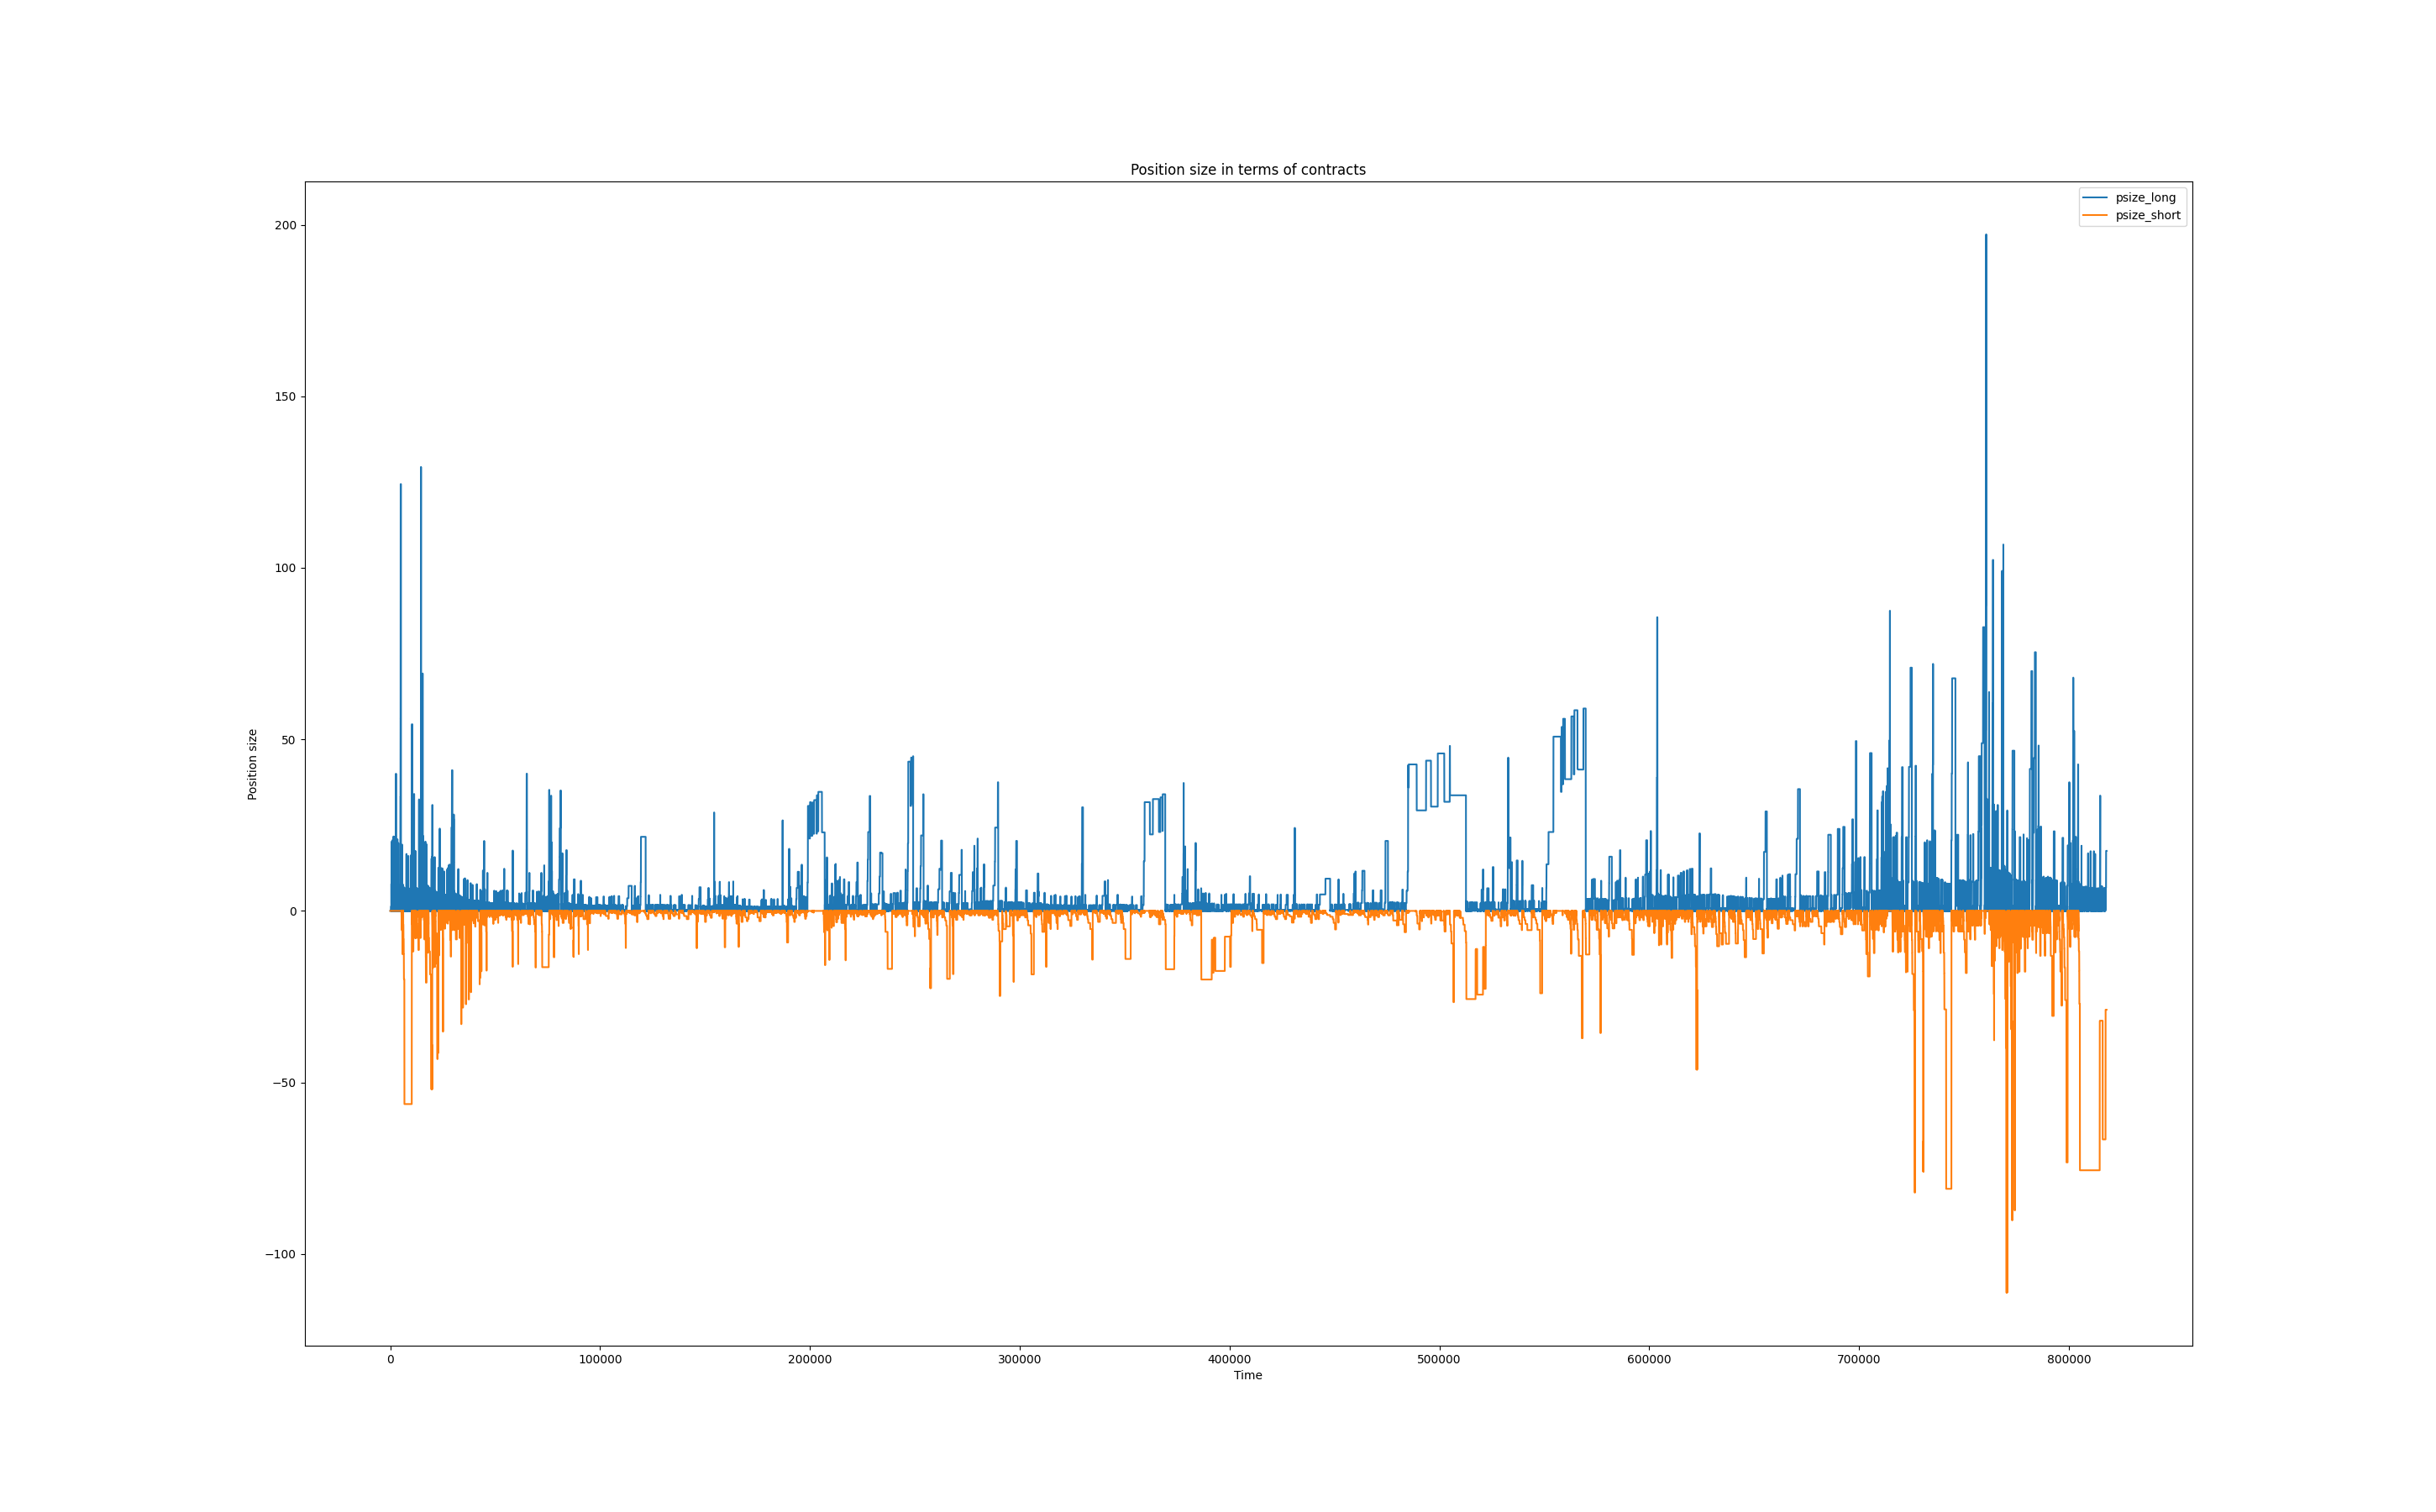 Position size in terms of contracts
psize_long
psize_short
200
150
100
50
0
−50
−100
Position size
0 100000 200000 300000 400000 500000 600000 700000 800000
Time